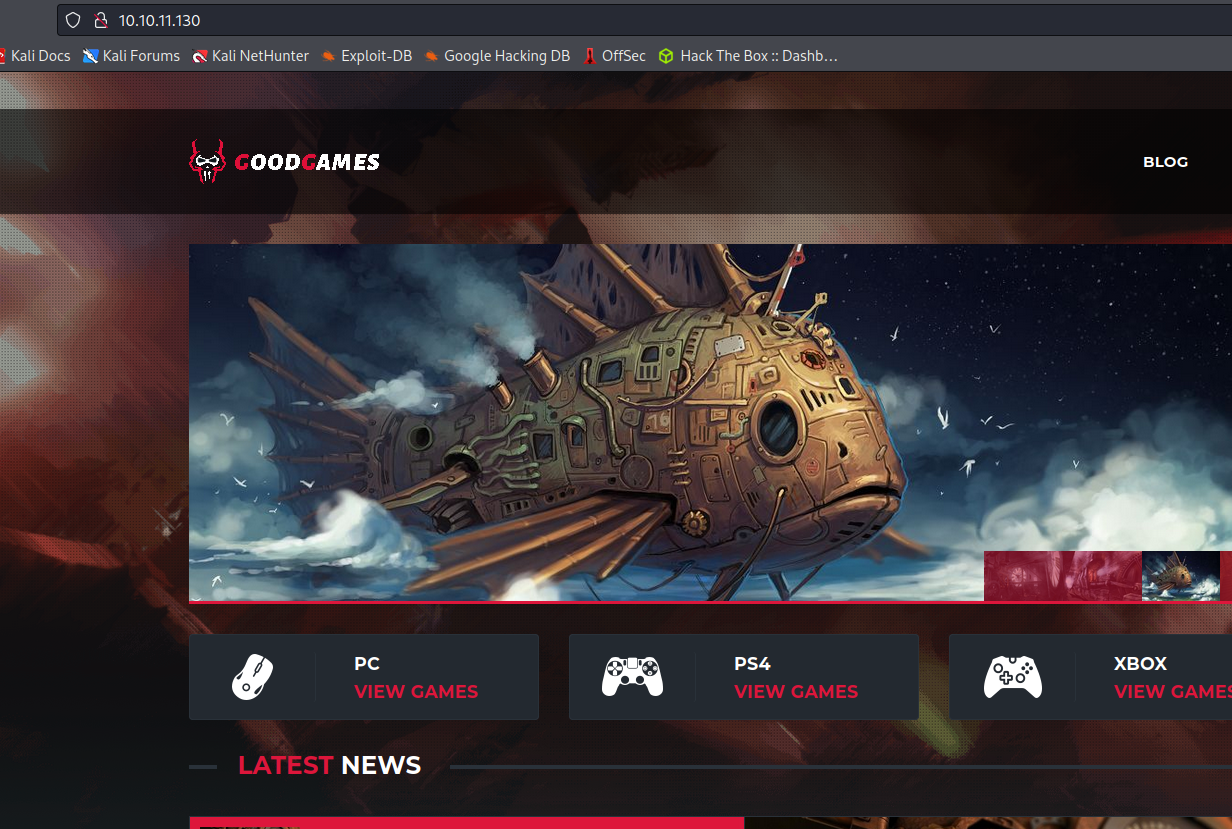 10.10.11.130
Kali Docs Kali Forums Kali NetHunter Exploit-DB Google Hacking DB OffSec Hack The Box :: Dashb…
GOODGAMES
BLOG
16
PC
VIEW GAMES
PS4
VIEW GAMES
XBOX
VIEW GAMES
LATEST NEWS